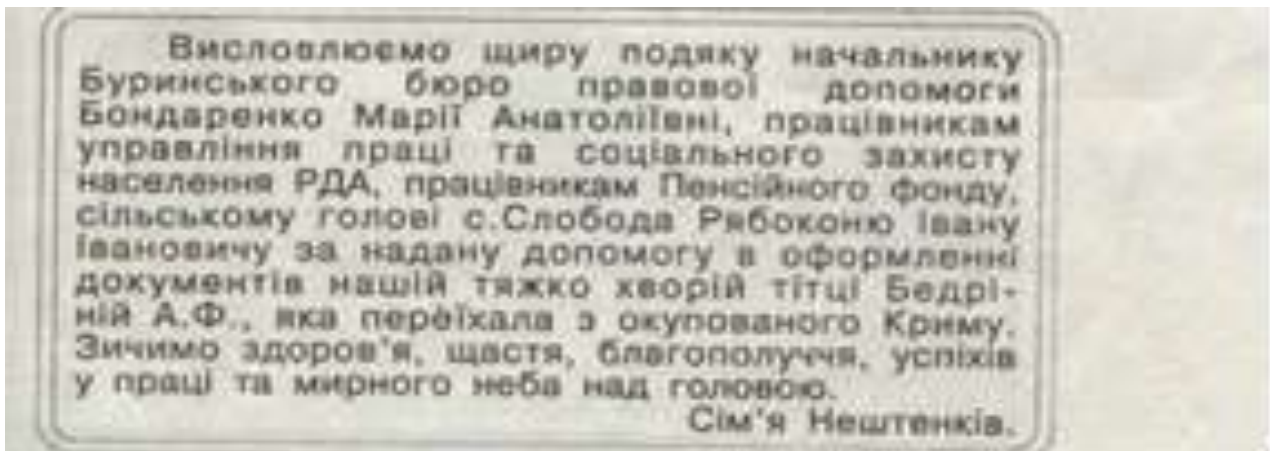 Висловлюємо щиру подяку начальнику
Буринського бюро правової допомоги
Бондаренко Марії Анатоліївні, працівникам
управління праці та соціального захисту
населення РДА, працівникам Пенсійного фонду,
сільському голові с.Слобода Рябоконю Івану
Івановичу за надану допомогу в оформленні
документів нашій тяжко хворій тітці Бедрі-
ній А.Ф., яка переїхала з окупованого Криму.
Зичимо здоров'я, щастя, благополуччя, успіхів
у праці та мирного неба над головою.
Сім'я Нештенків.